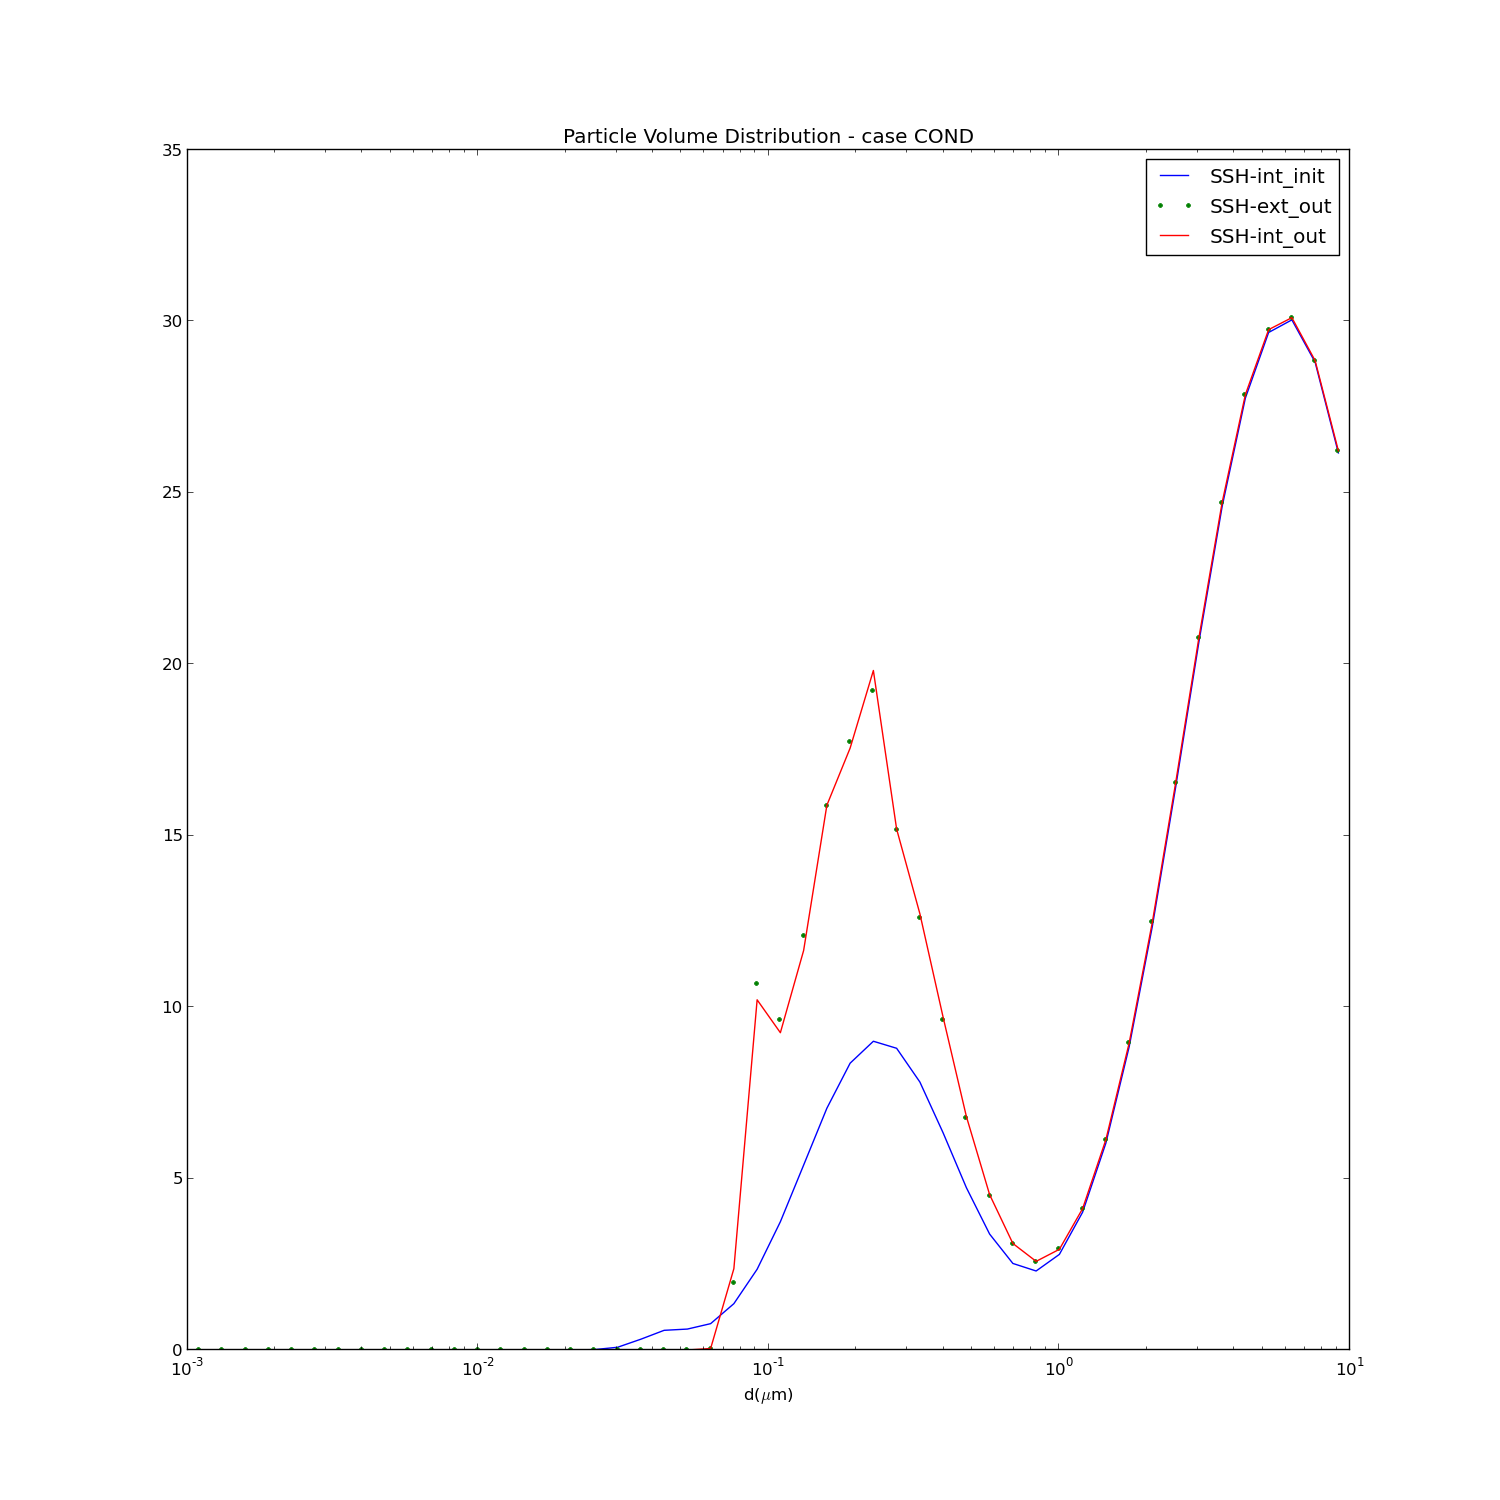 Particle Volume Distribution - case COND
35
30
25
20
15
10
5
0
SSH-int_init
SSH-ext_out
SSH-int_out
10^-3
10^-2
10^-1
10^0
10^1
d(μm)